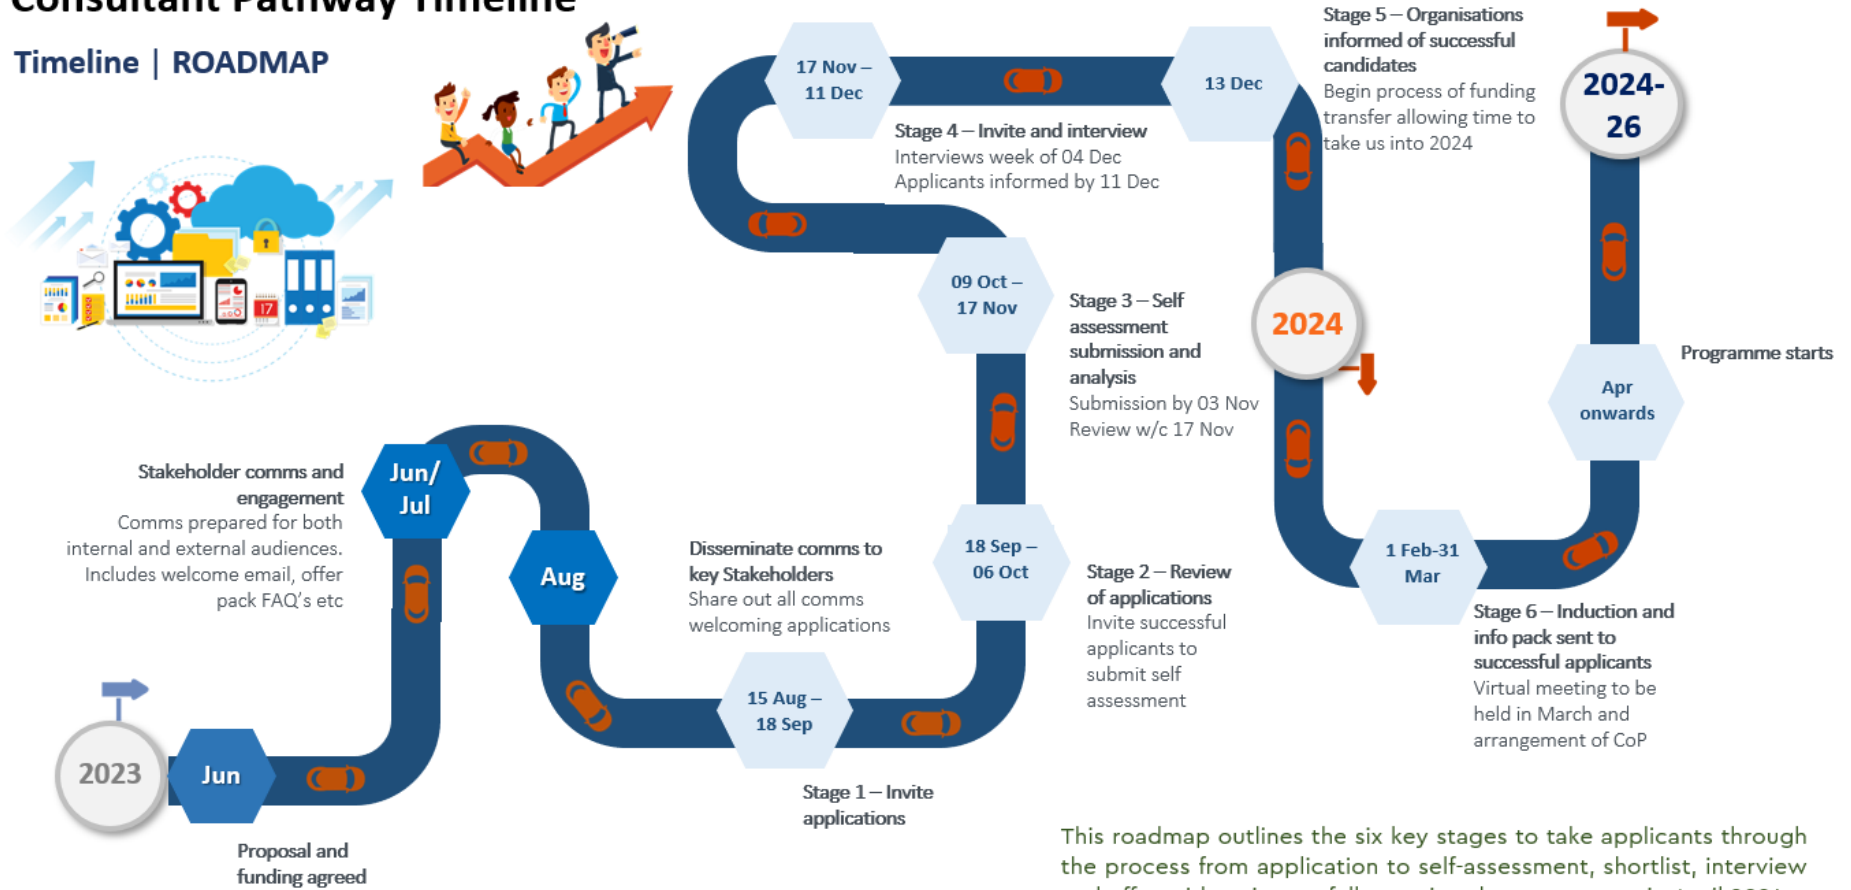 Consultant Pathway Timeline
Timeline | ROADMAP
2023
Jun
Proposal and
funding agreed
Jun/
Jul
Stakeholder comms and
engagement
Comms prepared for both
internal and external audiences.
Includes welcome email, offer
pack FAQ’s etc
Aug
Disseminate comms to
key Stakeholders
Share out all comms
welcoming applications
15 Aug –
18 Sep
Stage 1 – Invite
applications
18 Sep –
06 Oct
Stage 2 – Review
of applications
Invite successful
applicants to
submit self
assessment
09 Oct –
17 Nov
Stage 3 – Self
assessment
submission and
analysis
Submission by 03 Nov
Review w/c 17 Nov
17 Nov –
11 Dec
Stage 4 – Invite and interview
Interviews week of 04 Dec
Applicants informed by 11 Dec
13 Dec
Stage 5 – Organisations
informed of successful
candidates
Begin process of funding
transfer allowing time to
take us into 2024
2024
1 Feb-31
Mar
Stage 6 – Induction and
info pack sent to
successful applicants
Virtual meeting to be
held in March and
arrangement of CoP
Apr
onwards
Programme starts
2024-
26
17
This roadmap outlines the six key stages to take applicants through
the process from application to self-assessment, shortlist, interview